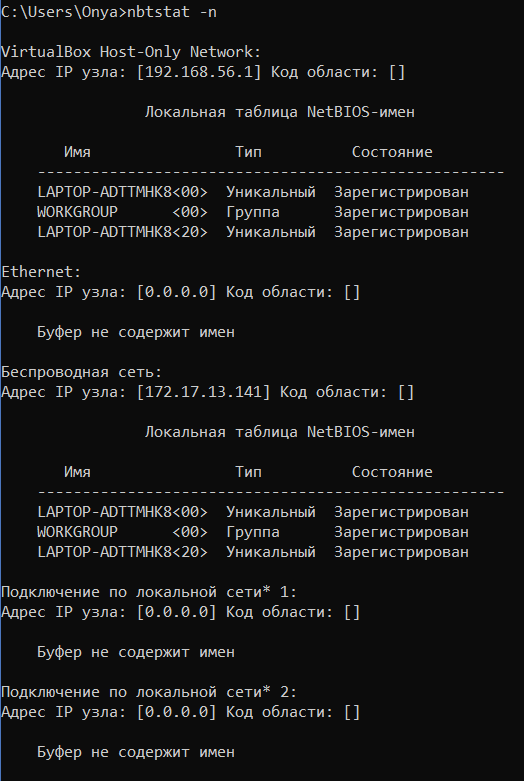 C:\Users\Onya>nbtstat -n
VirtualBox Host-Only Network:
Адрес IP узла: [192.168.56.1] Код области: []
Локальная таблица NetBIOS-имен
Имя Тип Состояние
----------------------------------------------------
LAPTOP-ADTTMHK8<00> Уникальный Зарегистрирован
WORKGROUP <00> Группа Зарегистрирован
LAPTOP-ADTTMHK8<20> Уникальный Зарегистрирован
Ethernet:
Адрес IP узла: [0.0.0.0] Код области: []
Буфер не содержит имен
Беспроводная сеть:
Адрес IP узла: [172.17.13.141] Код области: []
Локальная таблица NetBIOS-имен
Имя Тип Состояние
----------------------------------------------------
LAPTOP-ADTTMHK8<00> Уникальный Зарегистрирован
WORKGROUP <00> Группа Зарегистрирован
LAPTOP-ADTTMHK8<20> Уникальный Зарегистрирован
Подключение по локальной сети* 1:
Адрес IP узла: [0.0.0.0] Код области: []
Буфер не содержит имен
Подключение по локальной сети* 2:
Адрес IP узла: [0.0.0.0] Код области: []
Буфер не содержит имен